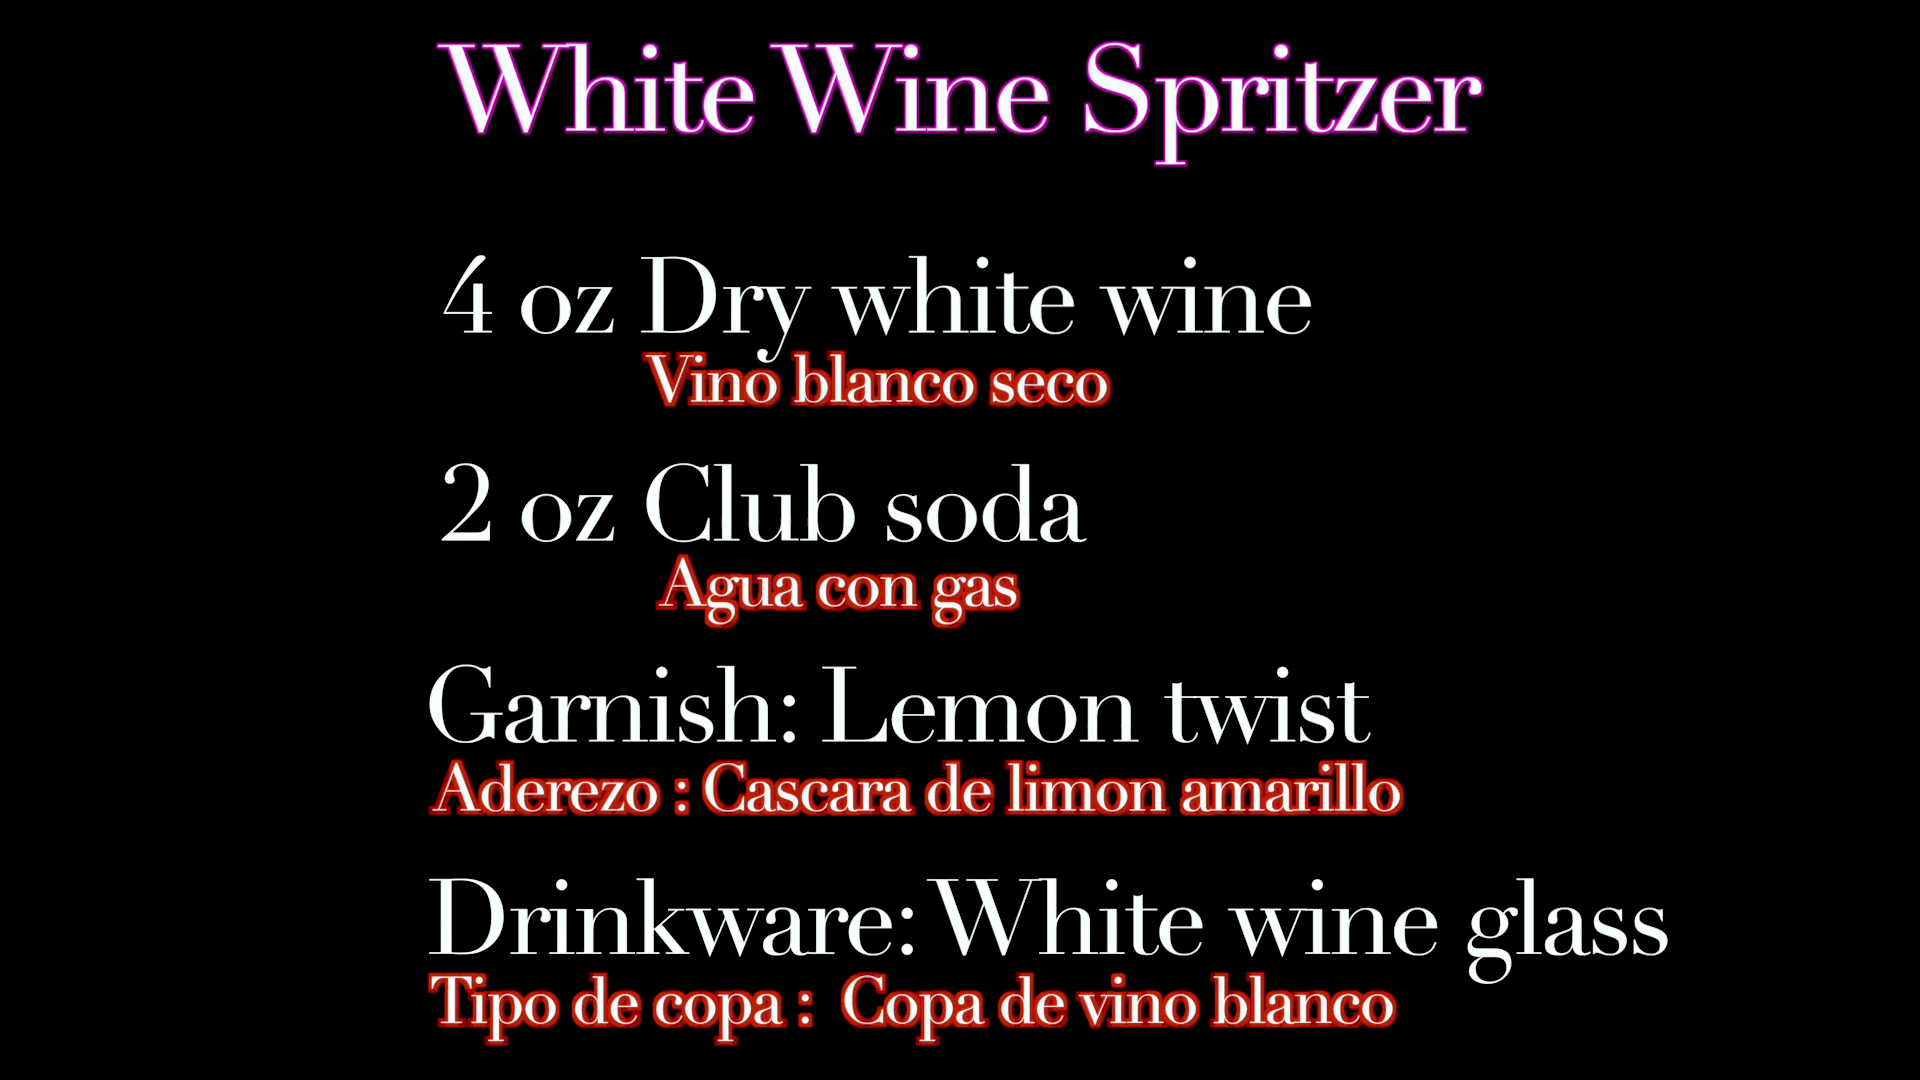 White Wine Spritzer
4 oz Dry white wine
Vino blanco seco
2 oz Club soda
Agua con gas
Garnish: Lemon twist
Aderezo : Cascara de limon amarillo
Drinkware: White wine glass
Tipo de copa : Copa de vino blanco